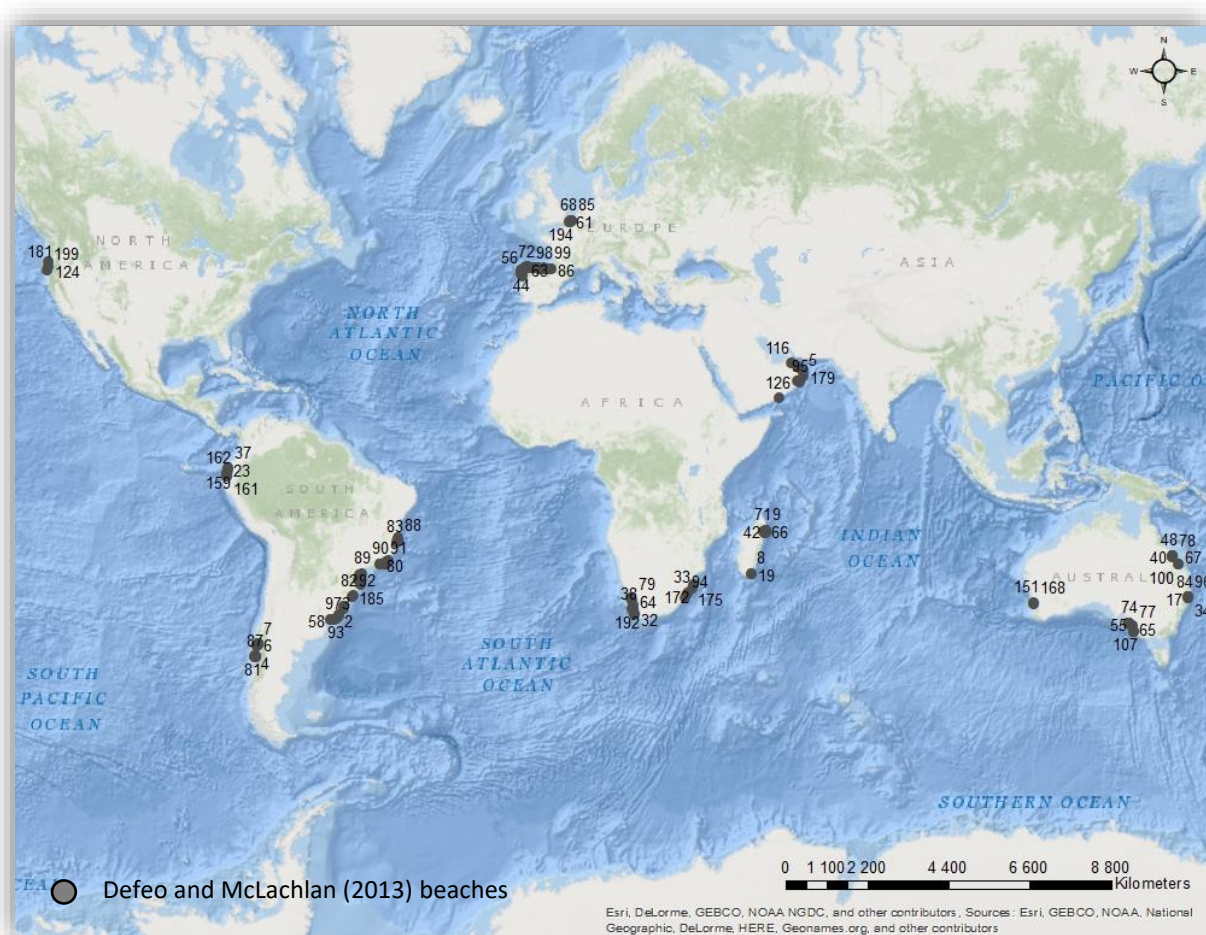 N
W E
S
NORTH
AMERICA
EUROPE
ASIA
68 85
61
194
181 199
124
72 98 99
56
63 86
44
NORTH
ATLANTIC
OCEAN
116 5
95
126 179
PACIFIC O
AFRICA
162 37
23
159 161
SOUTH
AMERICA
83 88
90 91
89 80
82 92
185
97 3
58 2
93
7
87 6
4
81
719
42 66
8
19
INDIAN
OCEAN
33 94
172 175
79
38 64
192 32
48 78
40 67
100 84 96
17
34
AUSTRAL
151 168
74 77
55 65
107
SOUTH
PACIFIC
OCEAN
SOUTH
ATLANTIC
OCEAN
SOUTHERN OCEAN
0 1 100 2 200 4 400 6 600 8 800
Kilometers
CEA
Defeo and McLachlan (2013) beaches
Esri, DeLorme, GEBCO, NOAA NGDC, and other contributors, Sources: Esri, GEBCO, NOAA, National
Geographic, DeLorme, HERE, Geonames.org, and other contributors